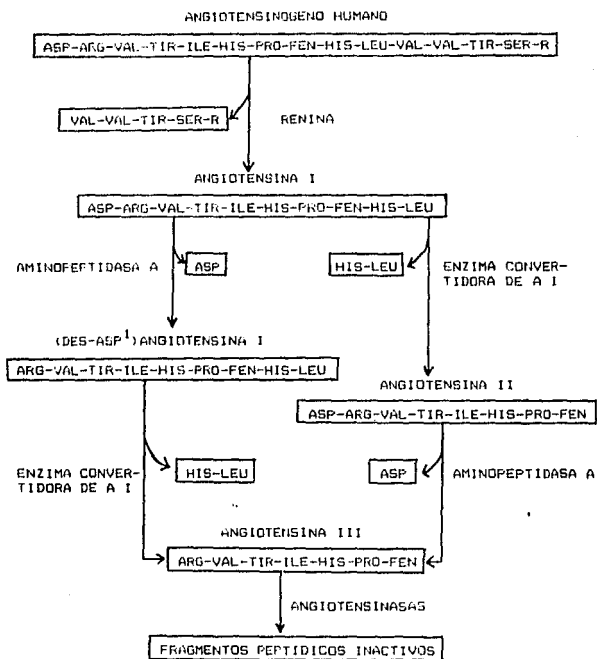 ANGIOTENSINOGENO HUMANO
ASP-ARG-VAL-TIR-ILE-HIS-PRO-FEN-HIS-LEU-VAL-VAL-TIR-SER-R
VAL-VAL-TIR-SER-R
RENINA
ANGIOTENSINA I
ASP-ARG-VAL-TIR-ILE-HIS-PRO-FEN-HIS-LEU
AMINOPEPTIDASA A
ASP
HIS-LEU
ENZIMA CONVER-
TIDORA DE A I
(DES-ASP¹)ANGIOTENSINA I
ARG-VAL-TIR-ILE-HIS-PRO-FEN-HIS-LEU
ANGIOTENSINA II
ASP-ARG-VAL-TIR-ILE-HIS-PRO-FEN
ENZIMA CONVER-
TIDORA DE A I
HIS-LEU
ASP
AMINOPEPTIDASA A
ANGIOTENSINA III
ARG-VAL-TIR-ILE-HIS-PRO-FEN
ANGIOTENSINASAS
FRAGMENTOS PEPTIDICOS INACTIVOS